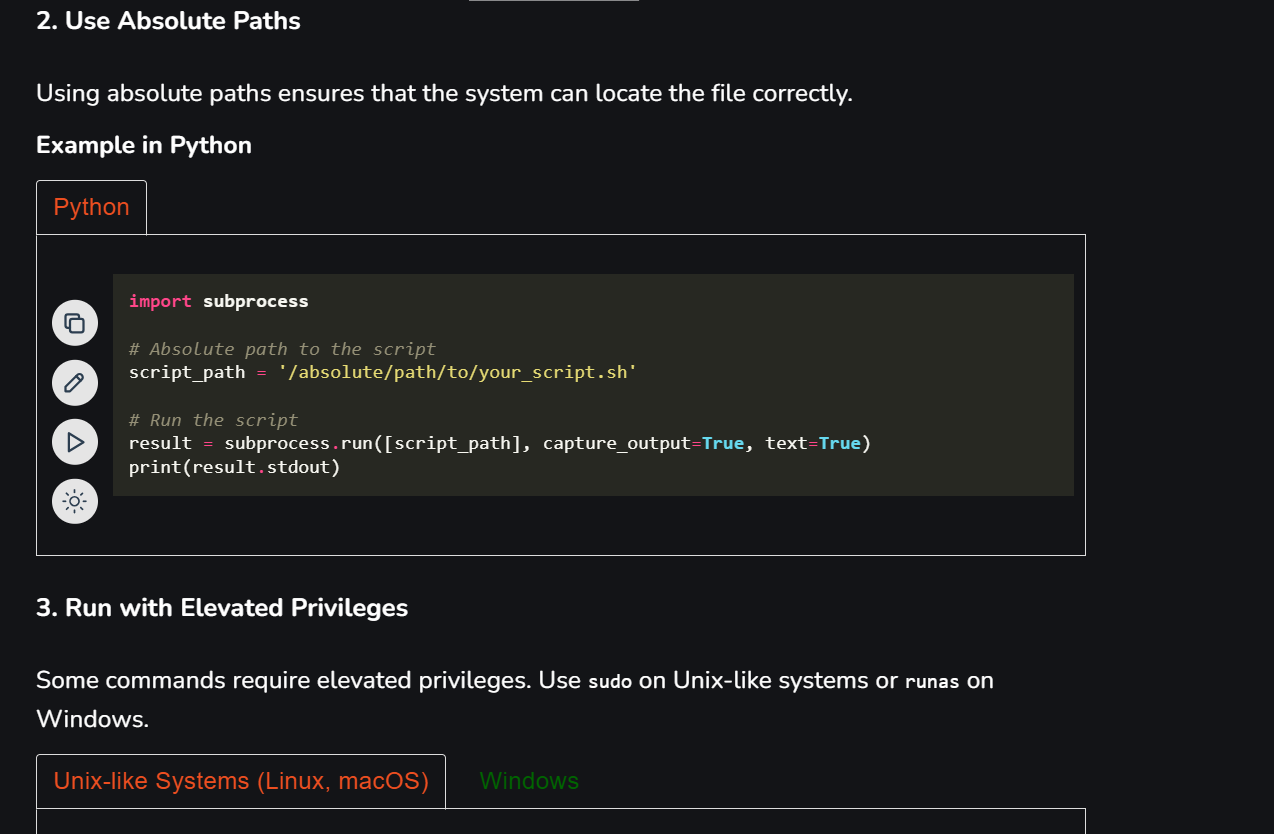 2. Use Absolute Paths
Using absolute paths ensures that the system can locate the file correctly.
Example in Python
Python
import subprocess
# Absolute path to the script
script_path = '/absolute/path/to/your_script.sh'
# Run the script
result = subprocess.run([script_path], capture_output=True, text=True)
print(result.stdout)
3. Run with Elevated Privileges
Some commands require elevated privileges. Use sudo on Unix-like systems or runas on
Windows.
Unix-like Systems (Linux, macOS) Windows